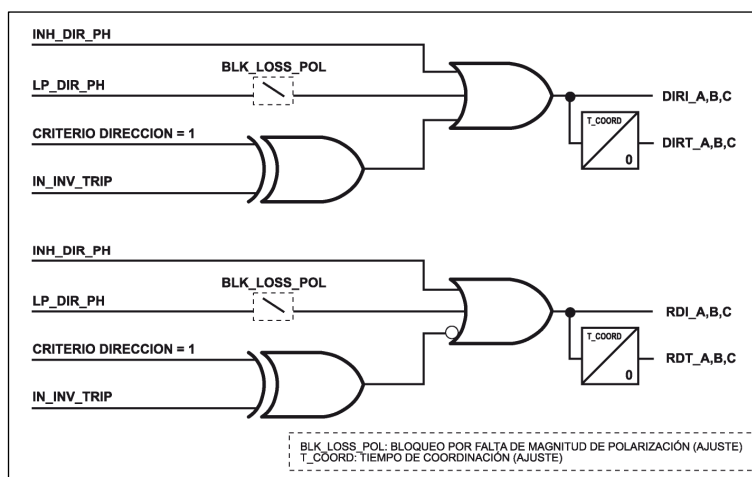 INH_DIR_PH
BLK_LOSS_POL
LP_DIR_PH
DIRI_A,B,C
T_COORD
CRITERIO DIRECCION = 1
DIRT_A,B,C
0
IN_INV_TRIP
INH_DIR_PH
BLK_LOSS_POL
LP_DIR_PH
RDI_A,B,C
T_COORD
CRITERIO DIRECCION = 1
RDT_A,B,C
0
IN_INV_TRIP
BLK_LOSS_POL: BLOQUEO POR FALTA DE MAGNITUD DE POLARIZACIÓN (AJUSTE)
T_COORD: TIEMPO DE COORDINACIÓN (AJUSTE)